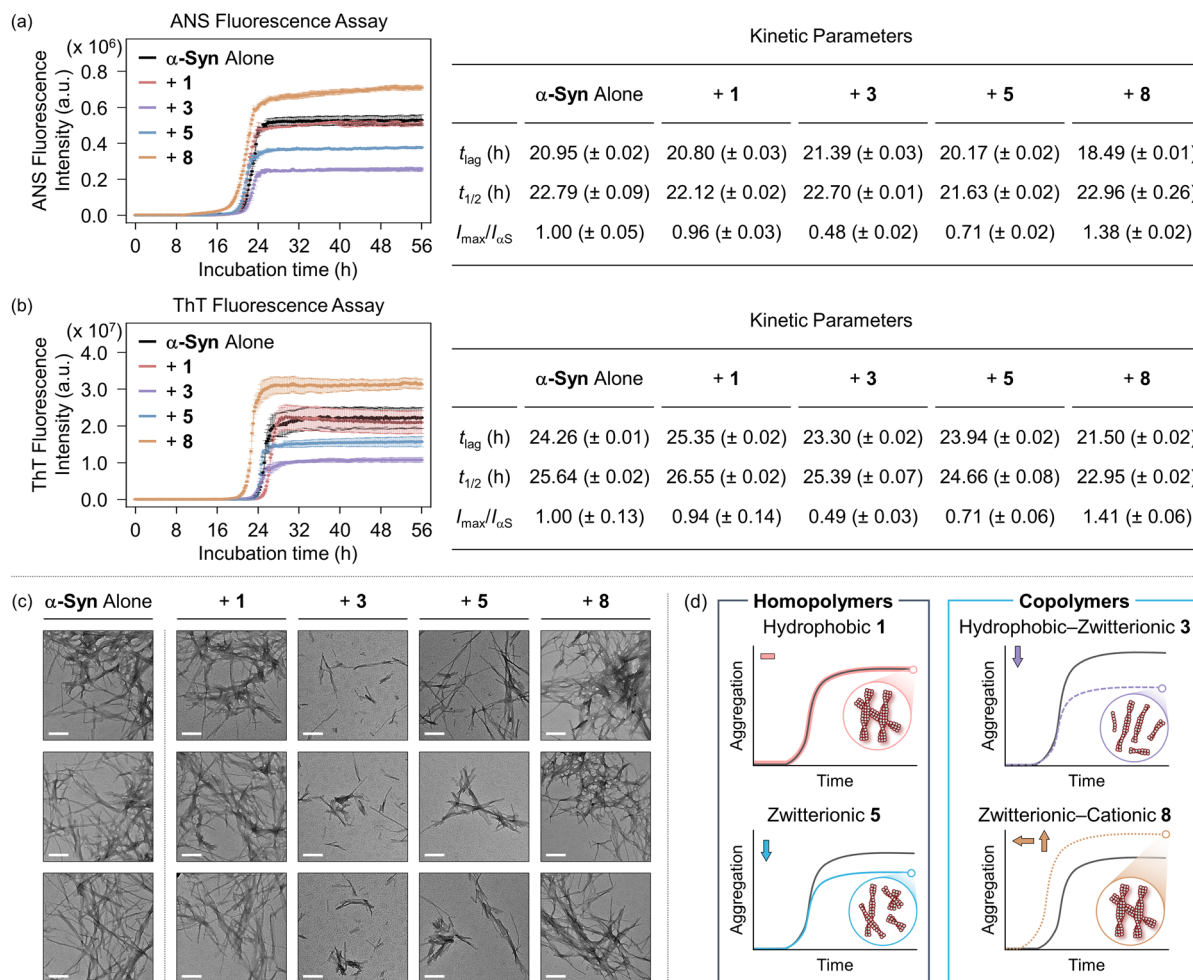 (a)
ANS Fluorescence Assay
(x 10⁶)
ANS Fluorescence
Intensity (a.u.)
0.8
0.6
0.4
0.2
0.0
α-Syn Alone
+ 1
+ 3
+ 5
+ 8
0 8 16 24 32 40 48 56
Incubation time (h)
Kinetic Parameters
α-Syn Alone + 1 + 3 + 5 + 8
t lag (h) 20.95 (± 0.02) 20.80 (± 0.03) 21.39 (± 0.03) 20.17 (± 0.02) 18.49 (± 0.01)
t 1/2 (h) 22.79 (± 0.09) 22.12 (± 0.02) 22.70 (± 0.01) 21.63 (± 0.02) 22.96 (± 0.26)
I max/I αS 1.00 (± 0.05) 0.96 (± 0.03) 0.48 (± 0.02) 0.71 (± 0.02) 1.38 (± 0.02)
(b)
ThT Fluorescence Assay
(x 10⁷)
ThT Fluorescence
Intensity (a.u.)
4.0
3.0
2.0
1.0
0.0
α-Syn Alone
+ 1
+ 3
+ 5
+ 8
0 8 16 24 32 40 48 56
Incubation time (h)
Kinetic Parameters
α-Syn Alone + 1 + 3 + 5 + 8
t lag (h) 24.26 (± 0.01) 25.35 (± 0.02) 23.30 (± 0.02) 23.94 (± 0.02) 21.50 (± 0.02)
t 1/2 (h) 25.64 (± 0.02) 26.55 (± 0.02) 25.39 (± 0.07) 24.66 (± 0.08) 22.95 (± 0.02)
I max/I αS 1.00 (± 0.13) 0.94 (± 0.14) 0.49 (± 0.03) 0.71 (± 0.06) 1.41 (± 0.06)
(c)
α-Syn Alone + 1 + 3 + 5 + 8
(d)
Homopolymers
Hydrophobic 1
Aggregation
Time
Zwitterionic 5
Aggregation
Time
Copolymers
Hydrophobic–Zwitterionic 3
Aggregation
Time
Zwitterionic–Cationic 8
Aggregation
Time